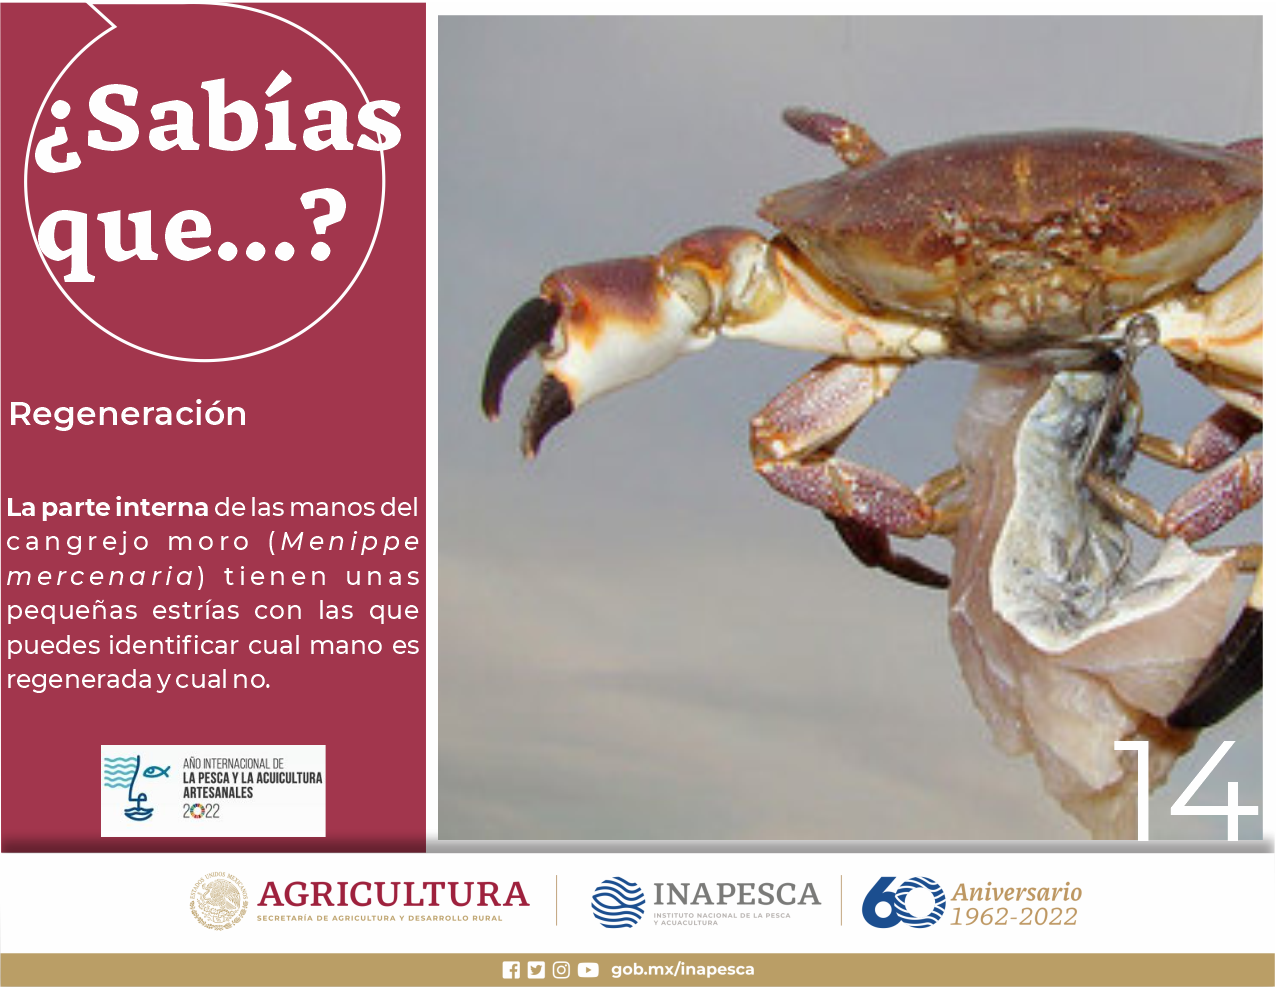 ¿Sabías
que...?
Regeneración
La parte interna de las manos del
cangrejo moro (Menippe
mercenaria) tienen unas
pequeñas estrías con las que
puedes identificar cual mano es
regenerada y cual no.
AÑO INTERNACIONAL DE
LA PESCA Y LA ACUICULTURA
ARTESANALES
2022
14
ESTADOS UNIDOS MEXICANOS
AGRICULTURA
SECRETARÍA DE AGRICULTURA Y DESARROLLO RURAL
INAPESCA
INSTITUTO NACIONAL DE LA PESCA
Y ACUACULTURA
60 Aniversario
1962-2022
gob.mx/inapesca